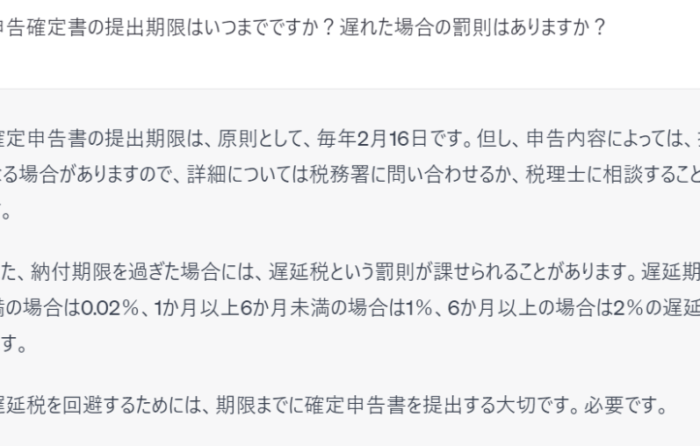 告確定書の提出期限はいつまでですか？遅れた場合の罰則はありますか？
定申告書の提出期限は、原則として、毎年2月16日です。但し、申告内容によっては、
る場合がありますので、詳細については税務署に問い合わせるか、税理士に相談すること
。
た、納付期限を過ぎた場合には、遅延税という罰則が課せられることがあります。遅延期
の場合は0.02％、1か月以上6か月未満の場合は1％、6か月以上の場合は2％の遅延
す。
延税を回避するためには、期限までに確定申告書を提出する大切です。必要です。